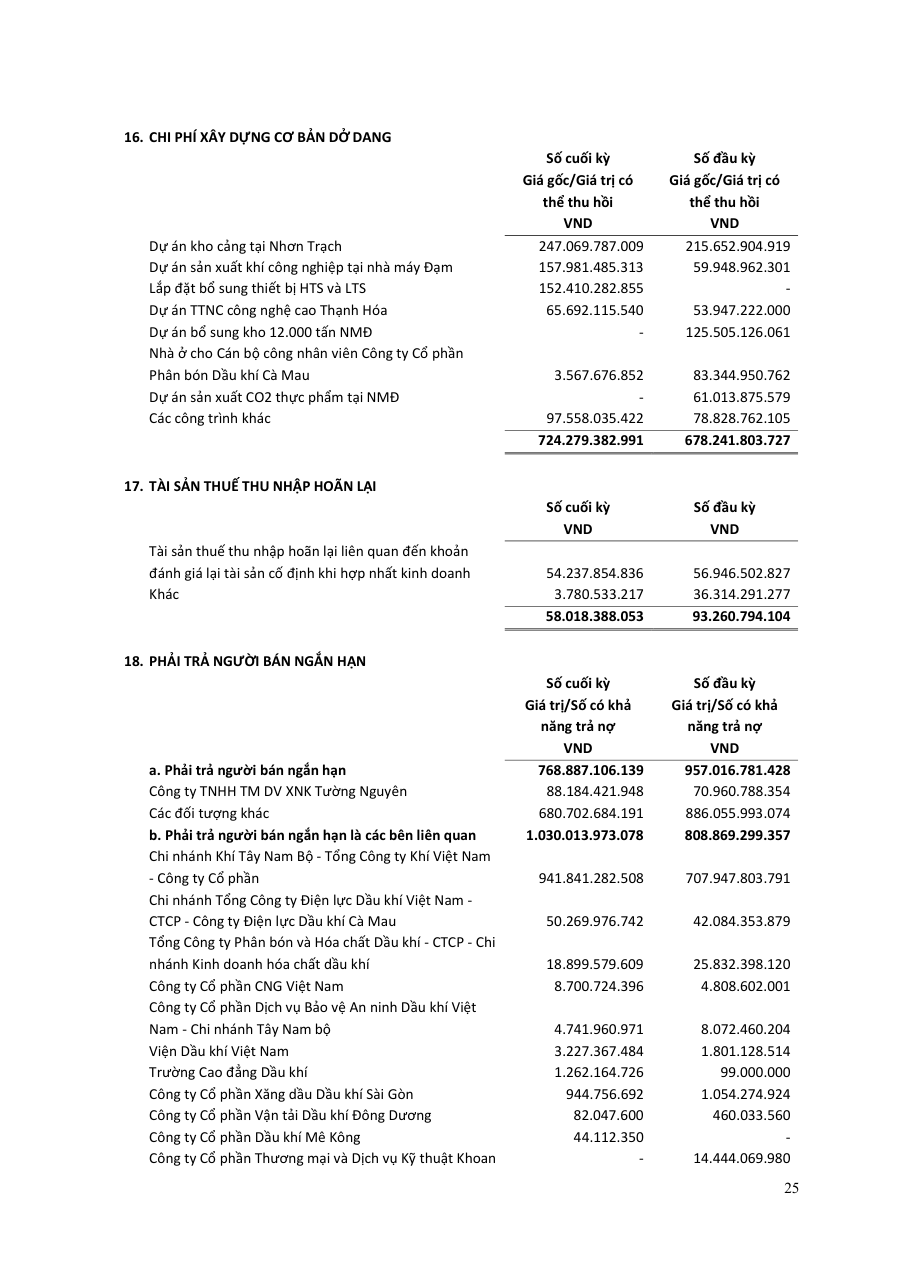 16. CHI PHÍ XÂY DỰNG CƠ BẢN DỞ DANG
Số cuối kỳ Số đầu kỳ
Giá gốc/Giá trị có Giá gốc/Giá trị có
thể thu hồi thể thu hồi
VND VND
Dự án kho cảng tại Nhơn Trạch 247.069.787.009 215.652.904.919
Dự án sản xuất khí công nghiệp tại nhà máy Đạm 157.981.485.313 59.948.962.301
Lắp đặt bổ sung thiết bị HTS và LTS 152.410.282.855 -
Dự án TTNC công nghệ cao Thạnh Hóa 65.692.115.540 53.947.222.000
Dự án bổ sung kho 12.000 tấn NMĐ - 125.505.126.061
Nhà ở cho Cán bộ công nhân viên Công ty Cổ phần
Phân bón Dầu khí Cà Mau 3.567.676.852 83.344.950.762
Dự án sản xuất CO2 thực phẩm tại NMĐ - 61.013.875.579
Các công trình khác 97.558.035.422 78.828.762.105
724.279.382.991 678.241.803.727
17. TÀI SẢN THUẾ THU NHẬP HOÃN LẠI
Số cuối kỳ Số đầu kỳ
VND VND
Tài sản thuế thu nhập hoãn lại liên quan đến khoản
đánh giá lại tài sản cố định khi hợp nhất kinh doanh 54.237.854.836 56.946.502.827
Khác 3.780.533.217 36.314.291.277
58.018.388.053 93.260.794.104
18. PHẢI TRẢ NGƯỜI BÁN NGẮN HẠN
Số cuối kỳ Số đầu kỳ
Giá trị/Số có khả Giá trị/Số có khả
năng trả nợ năng trả nợ
VND VND
a. Phải trả người bán ngắn hạn 768.887.106.139 957.016.781.428
Công ty TNHH TM DV XNK Tường Nguyên 88.184.421.948 70.960.788.354
Các đối tượng khác 680.702.684.191 886.055.993.074
b. Phải trả người bán ngắn hạn là các bên liên quan 1.030.013.973.078 808.869.299.357
Chi nhánh Khí Tây Nam Bộ - Tổng Công ty Khí Việt Nam
- Công ty Cổ phần 941.841.282.508 707.947.803.791
Chi nhánh Tổng Công ty Điện lực Dầu khí Việt Nam -
CTCP - Công ty Điện lực Dầu khí Cà Mau 50.269.976.742 42.084.353.879
Tổng Công ty Phân bón và Hóa chất Dầu khí - CTCP - Chi
nhánh Kinh doanh hóa chất dầu khí 18.899.579.609 25.832.398.120
Công ty Cổ phần CNG Việt Nam 8.700.724.396 4.808.602.001
Công ty Cổ phần Dịch vụ Bảo vệ An ninh Dầu khí Việt
Nam - Chi nhánh Tây Nam bộ 4.741.960.971 8.072.460.204
Viện Dầu khí Việt Nam 3.227.367.484 1.801.128.514
Trường Cao đẳng Dầu khí 1.262.164.726 99.000.000
Công ty Cổ phần Xăng dầu Dầu khí Sài Gòn 944.756.692 1.054.274.924
Công ty Cổ phần Vận tải Dầu khí Đông Dương 82.047.600 460.033.560
Công ty Cổ phần Dầu khí Mê Kông 44.112.350 -
Công ty Cổ phần Thương mại và Dịch vụ Kỹ thuật Khoan - 14.444.069.980
25